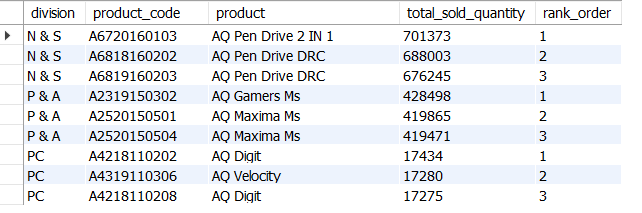 division product_code product total_sold_quantity rank_order
N & S A6720160103 AQ Pen Drive 2 IN 1 701373 1
N & S A6818160202 AQ Pen Drive DRC 688003 2
N & S A6819160203 AQ Pen Drive DRC 676245 3
P & A A2319150302 AQ Gamers Ms 428498 1
P & A A2520150501 AQ Maxima Ms 419865 2
P & A A2520150504 AQ Maxima Ms 419471 3
PC A4218110202 AQ Digit 17434 1
PC A4319110306 AQ Velocity 17280 2
PC A4218110208 AQ Digit 17275 3